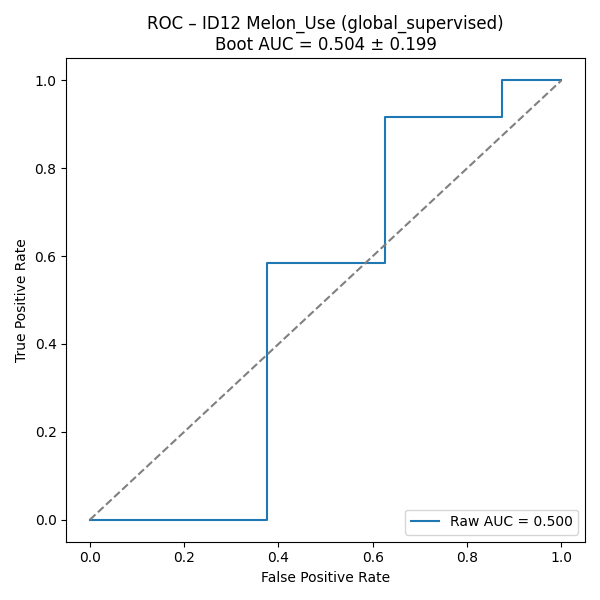 ROC – ID12 Melon_Use (global_supervised)
Boot AUC = 0.504 ± 0.199
True Positive Rate
1.0
0.8
0.6
0.4
0.2
0.0
Raw AUC = 0.500
0.0 0.2 0.4 0.6 0.8 1.0
False Positive Rate